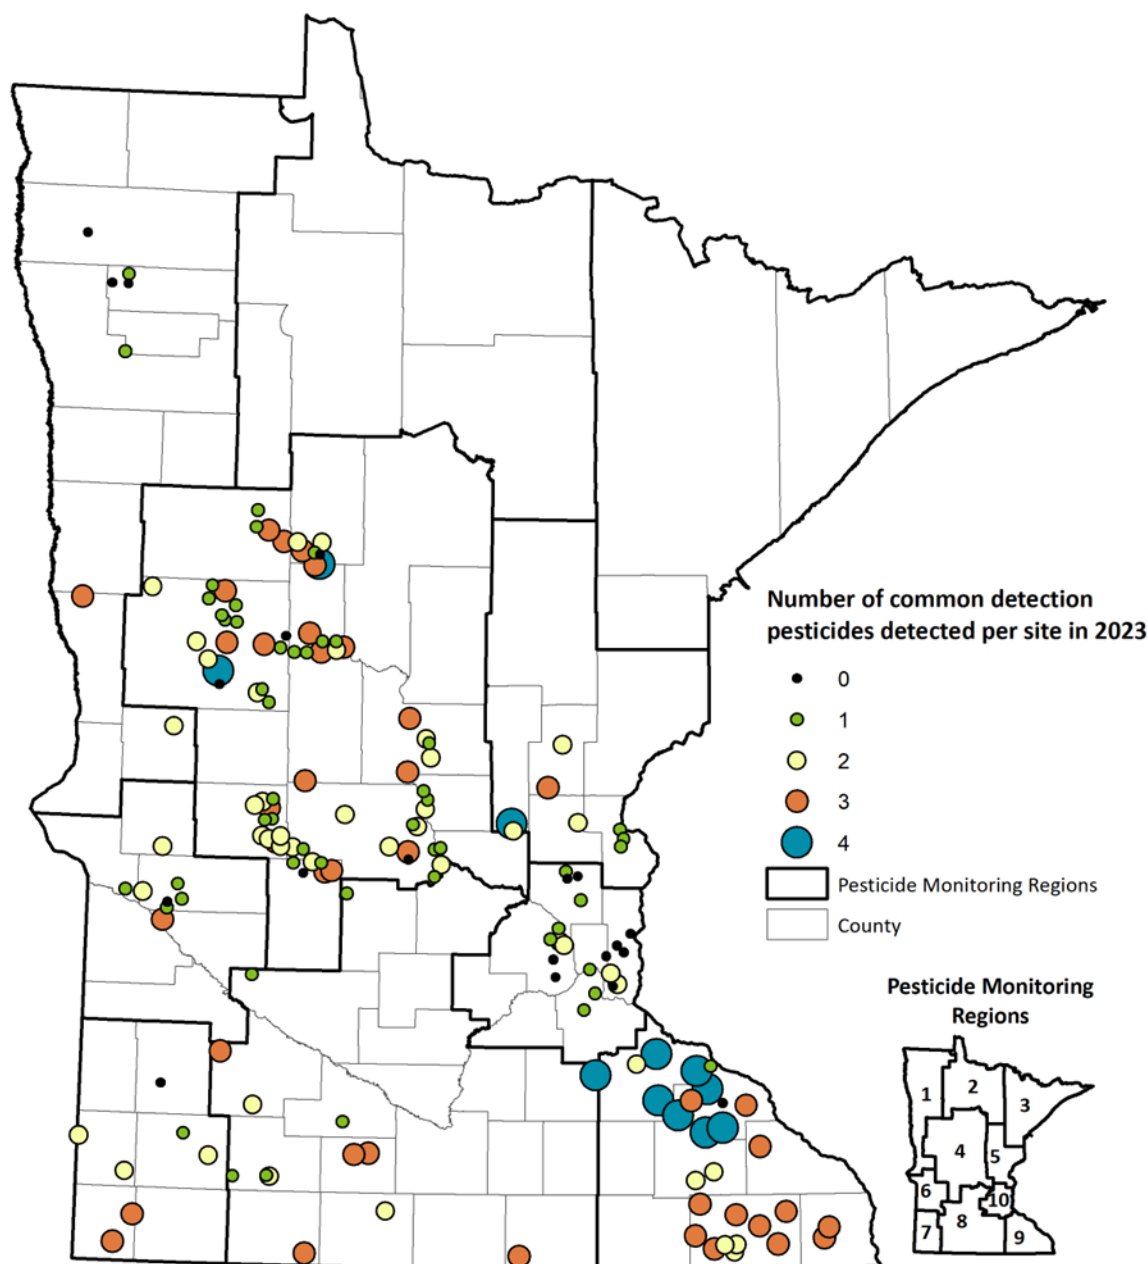 Number of common detection
pesticides detected per site in 2023
0
1
2
3
4
Pesticide Monitoring Regions
County
Pesticide Monitoring
Regions
1
2
3
4
5
6
10
7
8
9